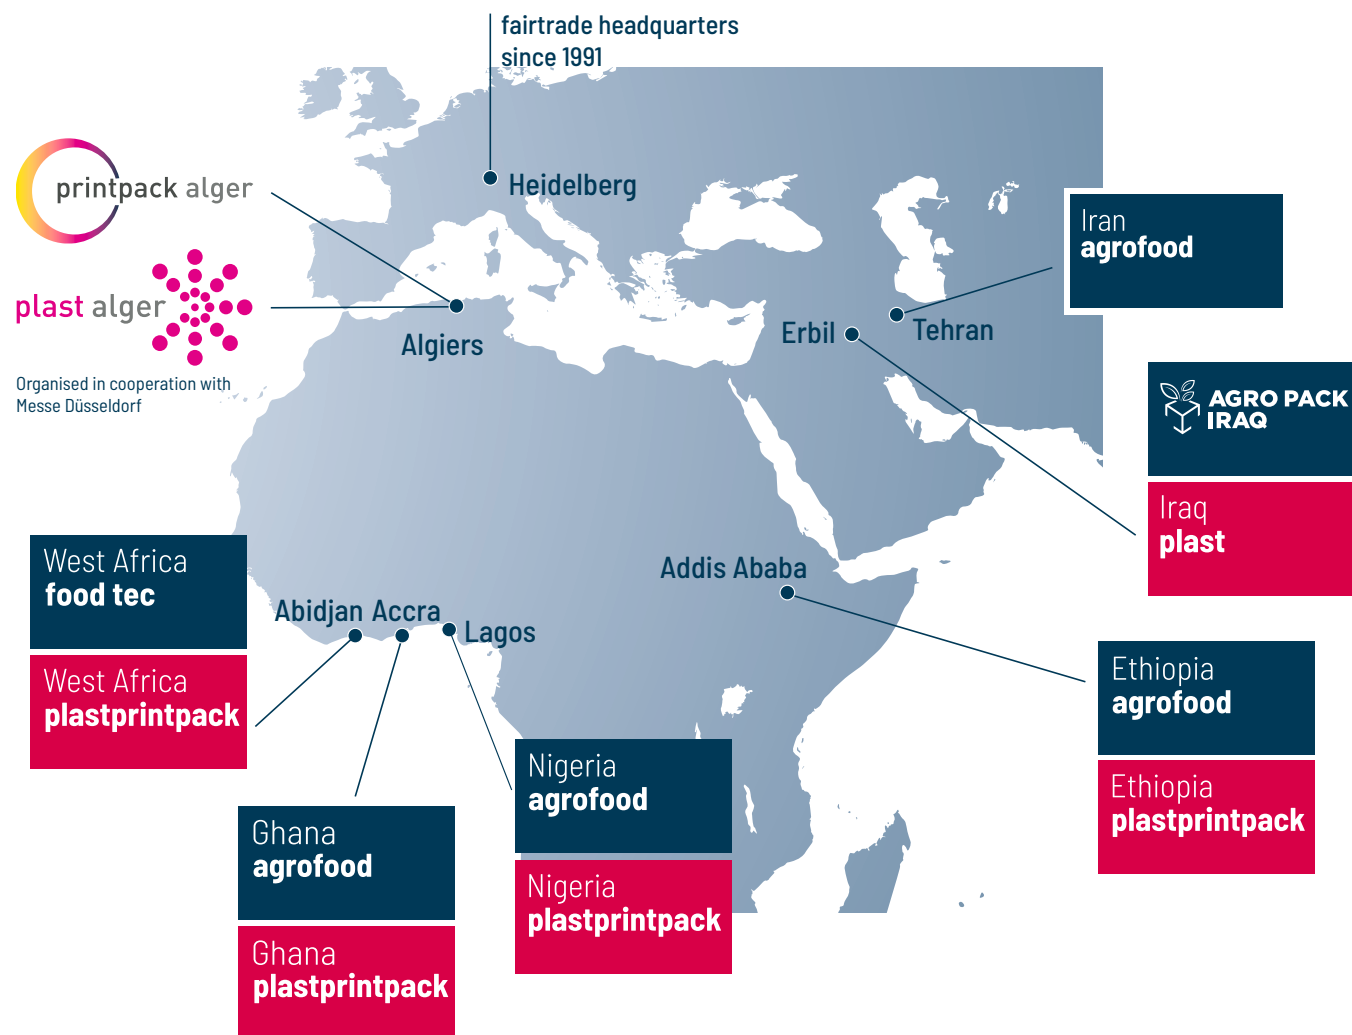 fairtrade headquarters
since 1991
Heidelberg
printpack alger
plast alger
Organised in cooperation with
Messe Düsseldorf
Algiers
Erbil
Tehran
Iran
agrofood
AGRO PACK
IRAQ
Iraq
plast
West Africa
food tec
West Africa
plastprintpack
Abidjan
Accra
Lagos
Addis Ababa
Ethiopia
agrofood
Ethiopia
plastprintpack
Nigeria
agrofood
Nigeria
plastprintpack
Ghana
agrofood
Ghana
plastprintpack